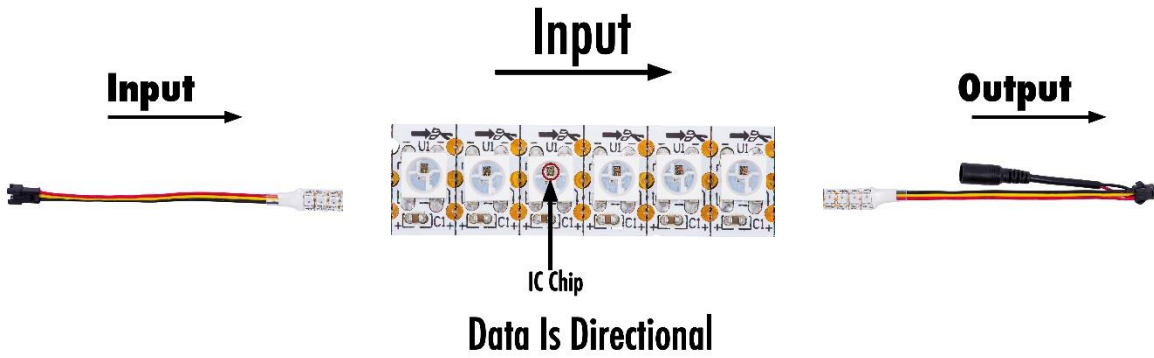 Input
Input
Output
U1 U1 U1 U1 U1 U1
C1 C1 C1 C1 C1 C1
IC Chip
Data Is Directional